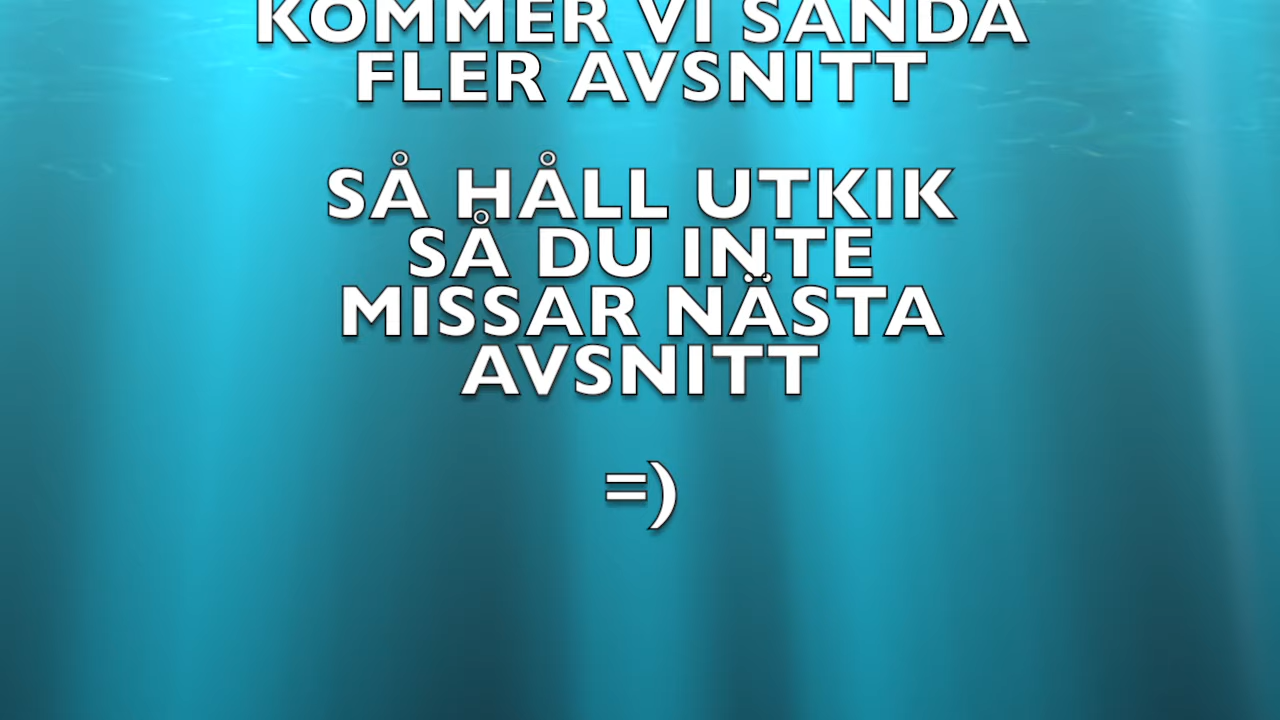 KOMMER VI SÄNDA
FLER AVSNITT
SÅ HÅLL UTKIK
SÅ DU INTE
MISSAR NÄSTA
AVSNITT
=)